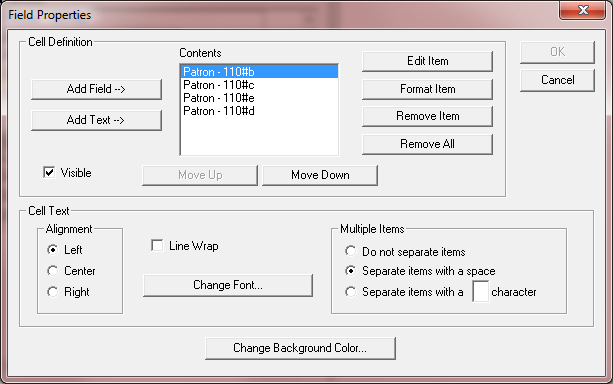 Field Properties
Cell Definition
Contents
Add Field -->
Add Text -->
Patron - 110#b
Patron - 110#c
Patron - 110#e
Patron - 110#d
Edit Item
Format Item
Remove Item
Remove All
OK
Cancel
Visible
Move Up
Move Down
Cell Text
Alignment
Left
Center
Right
Line Wrap
Change Font...
Multiple Items
Do not separate items
Separate items with a space
Separate items with a character
Change Background Color...